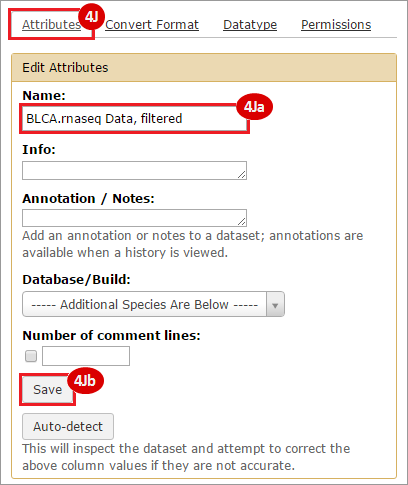 Attributes 4J Convert Format Datatype Permissions
Edit Attributes
Name: 4Ja
BLCA.rnaseq Data, filtered
Info:
Annotation / Notes:
Add an annotation or notes to a dataset; annotations are
available when a history is viewed.
Database/Build:
----- Additional Species Are Below -----
Number of comment lines:
Save 4Jb
Auto-detect
This will inspect the dataset and attempt to correct the
above column values if they are not accurate.